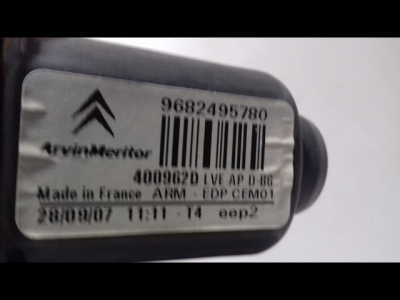 9682495780
ArvinMeritor
400962D LVE AP D-BG
Made in France ARM - EDP CEM01
28/09/07 11:11 - 14 eep2